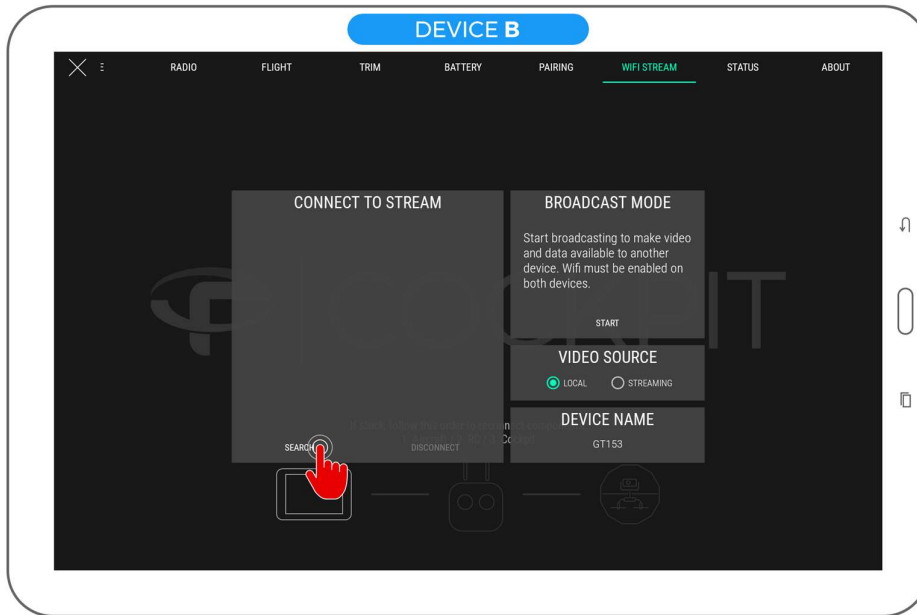 DEVICE B
RADIO FLIGHT TRIM BATTERY PAIRING WIFI STREAM STATUS ABOUT
CONNECT TO STREAM
SEARCH
DISCONNECT
BROADCAST MODE
Start broadcasting to make video
and data available to another
device. Wifi must be enabled on
both devices.
START
VIDEO SOURCE
LOCAL STREAMING
DEVICE NAME
GT153
COCKPIT